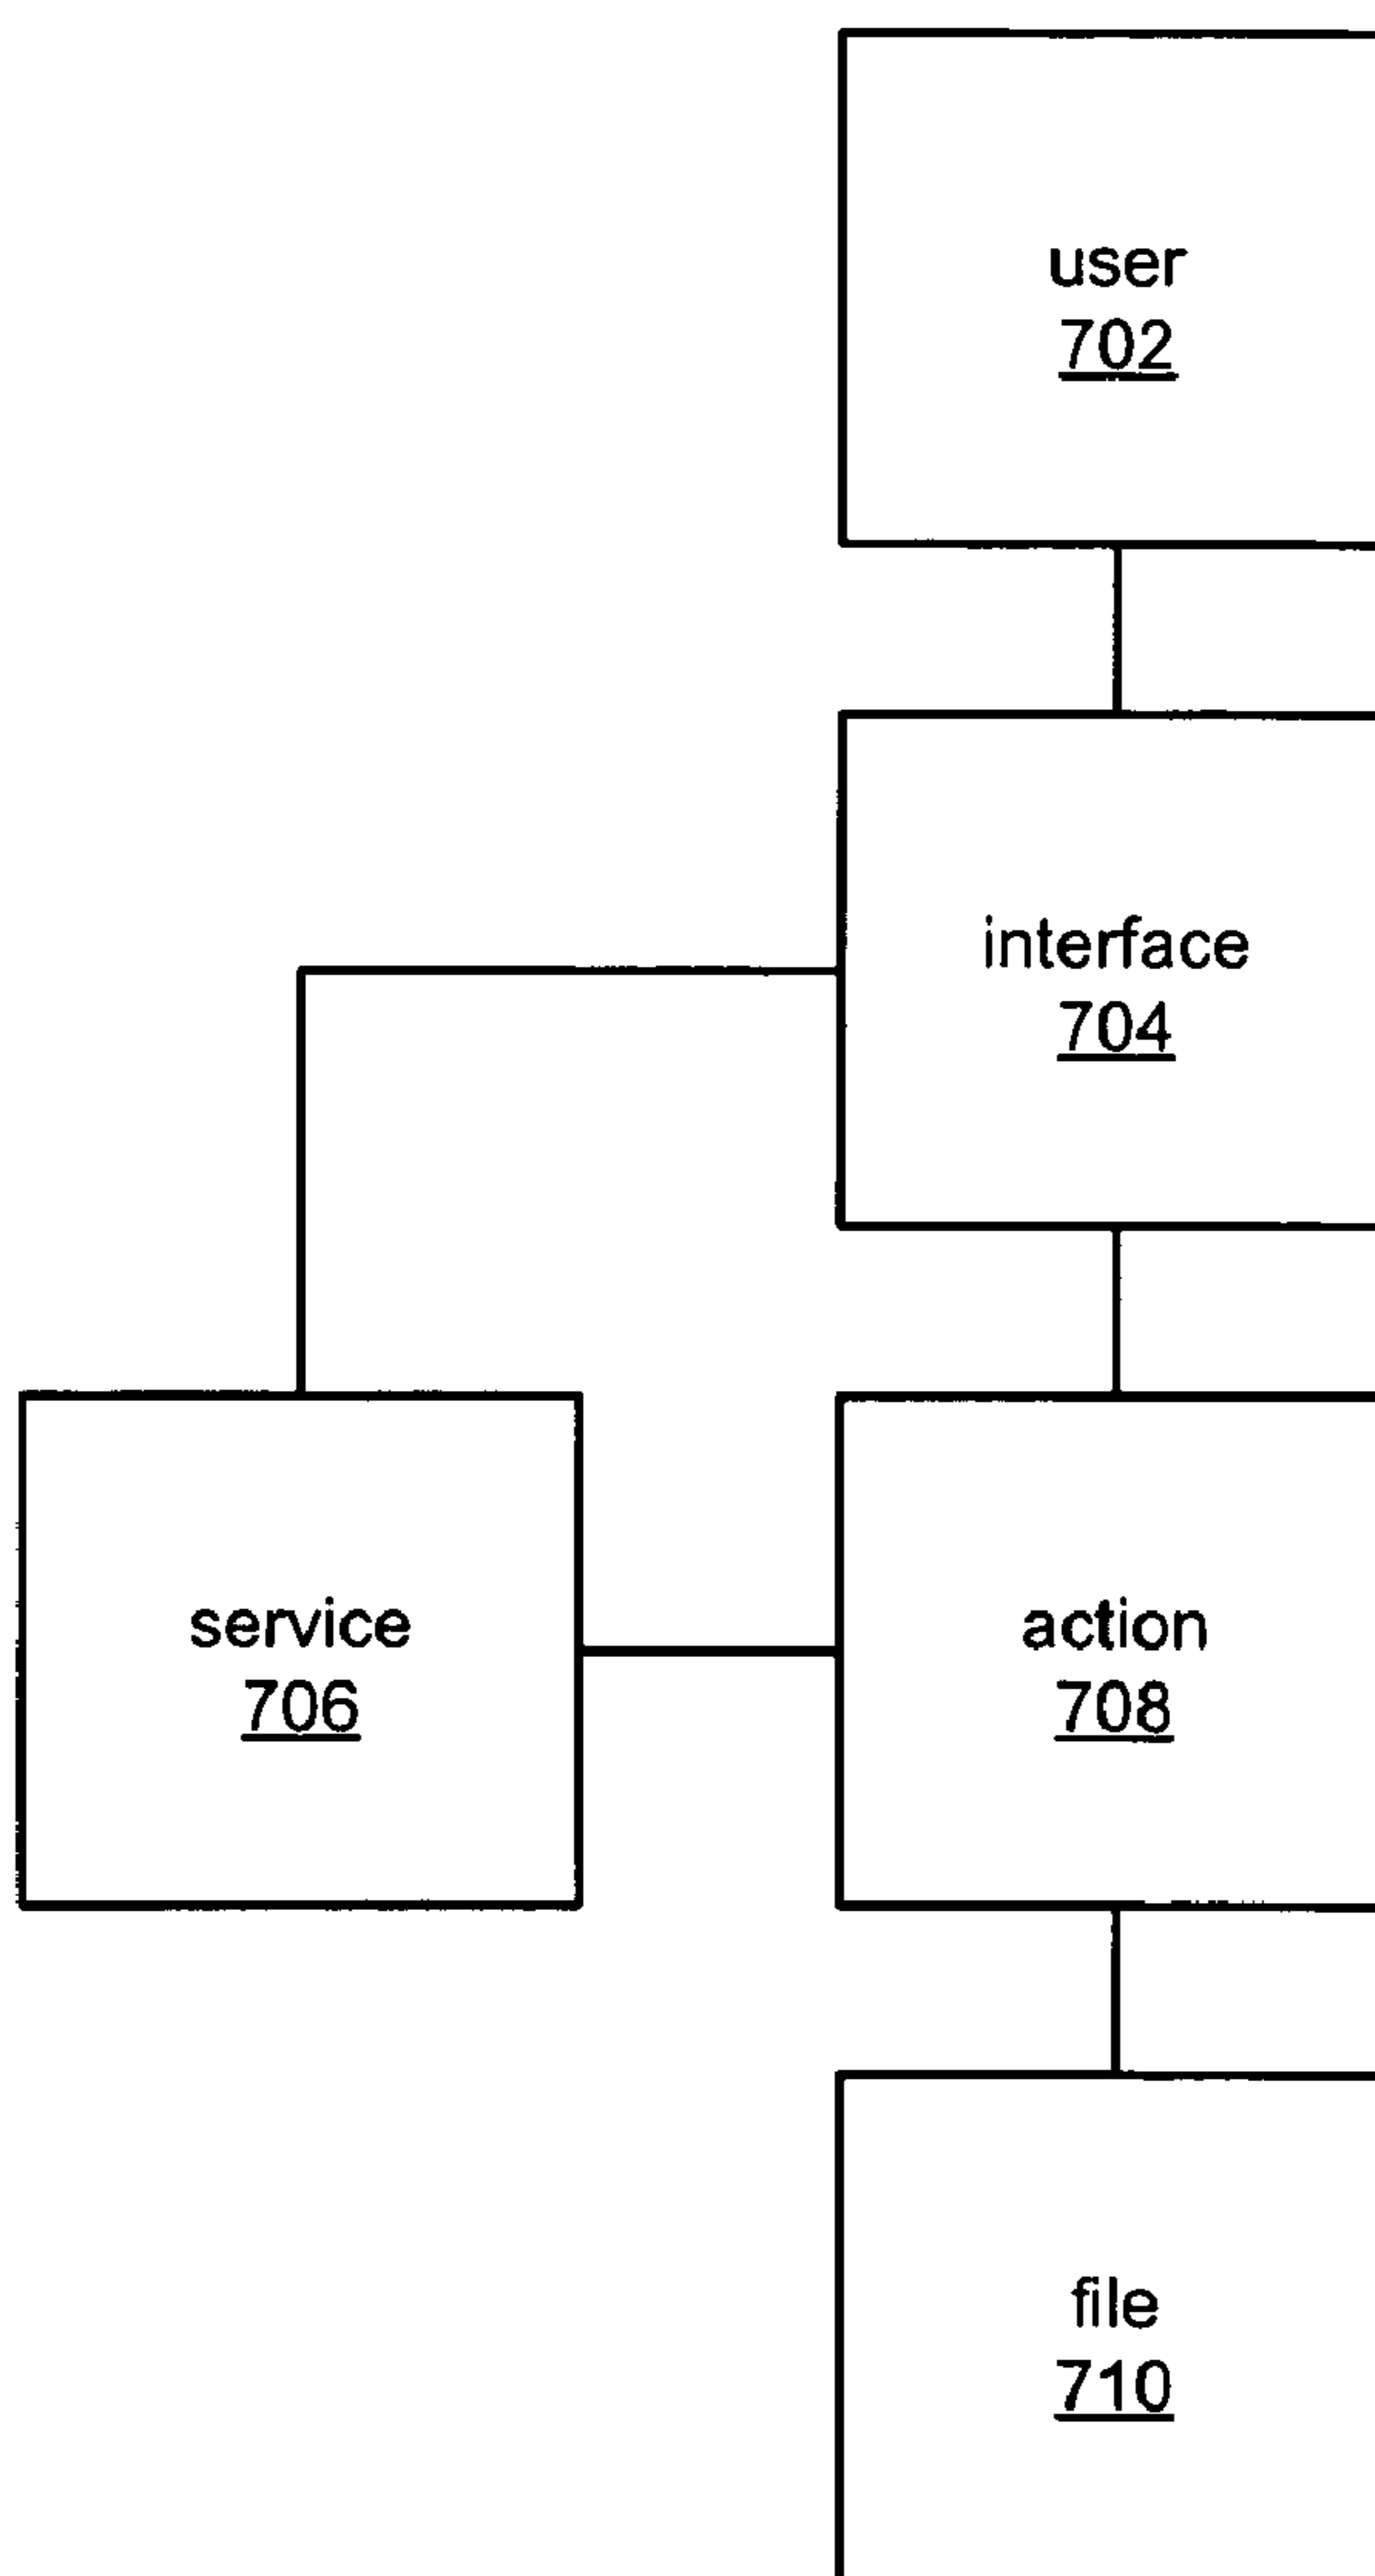 user
702
interface
704
service
706
action
708
file
710